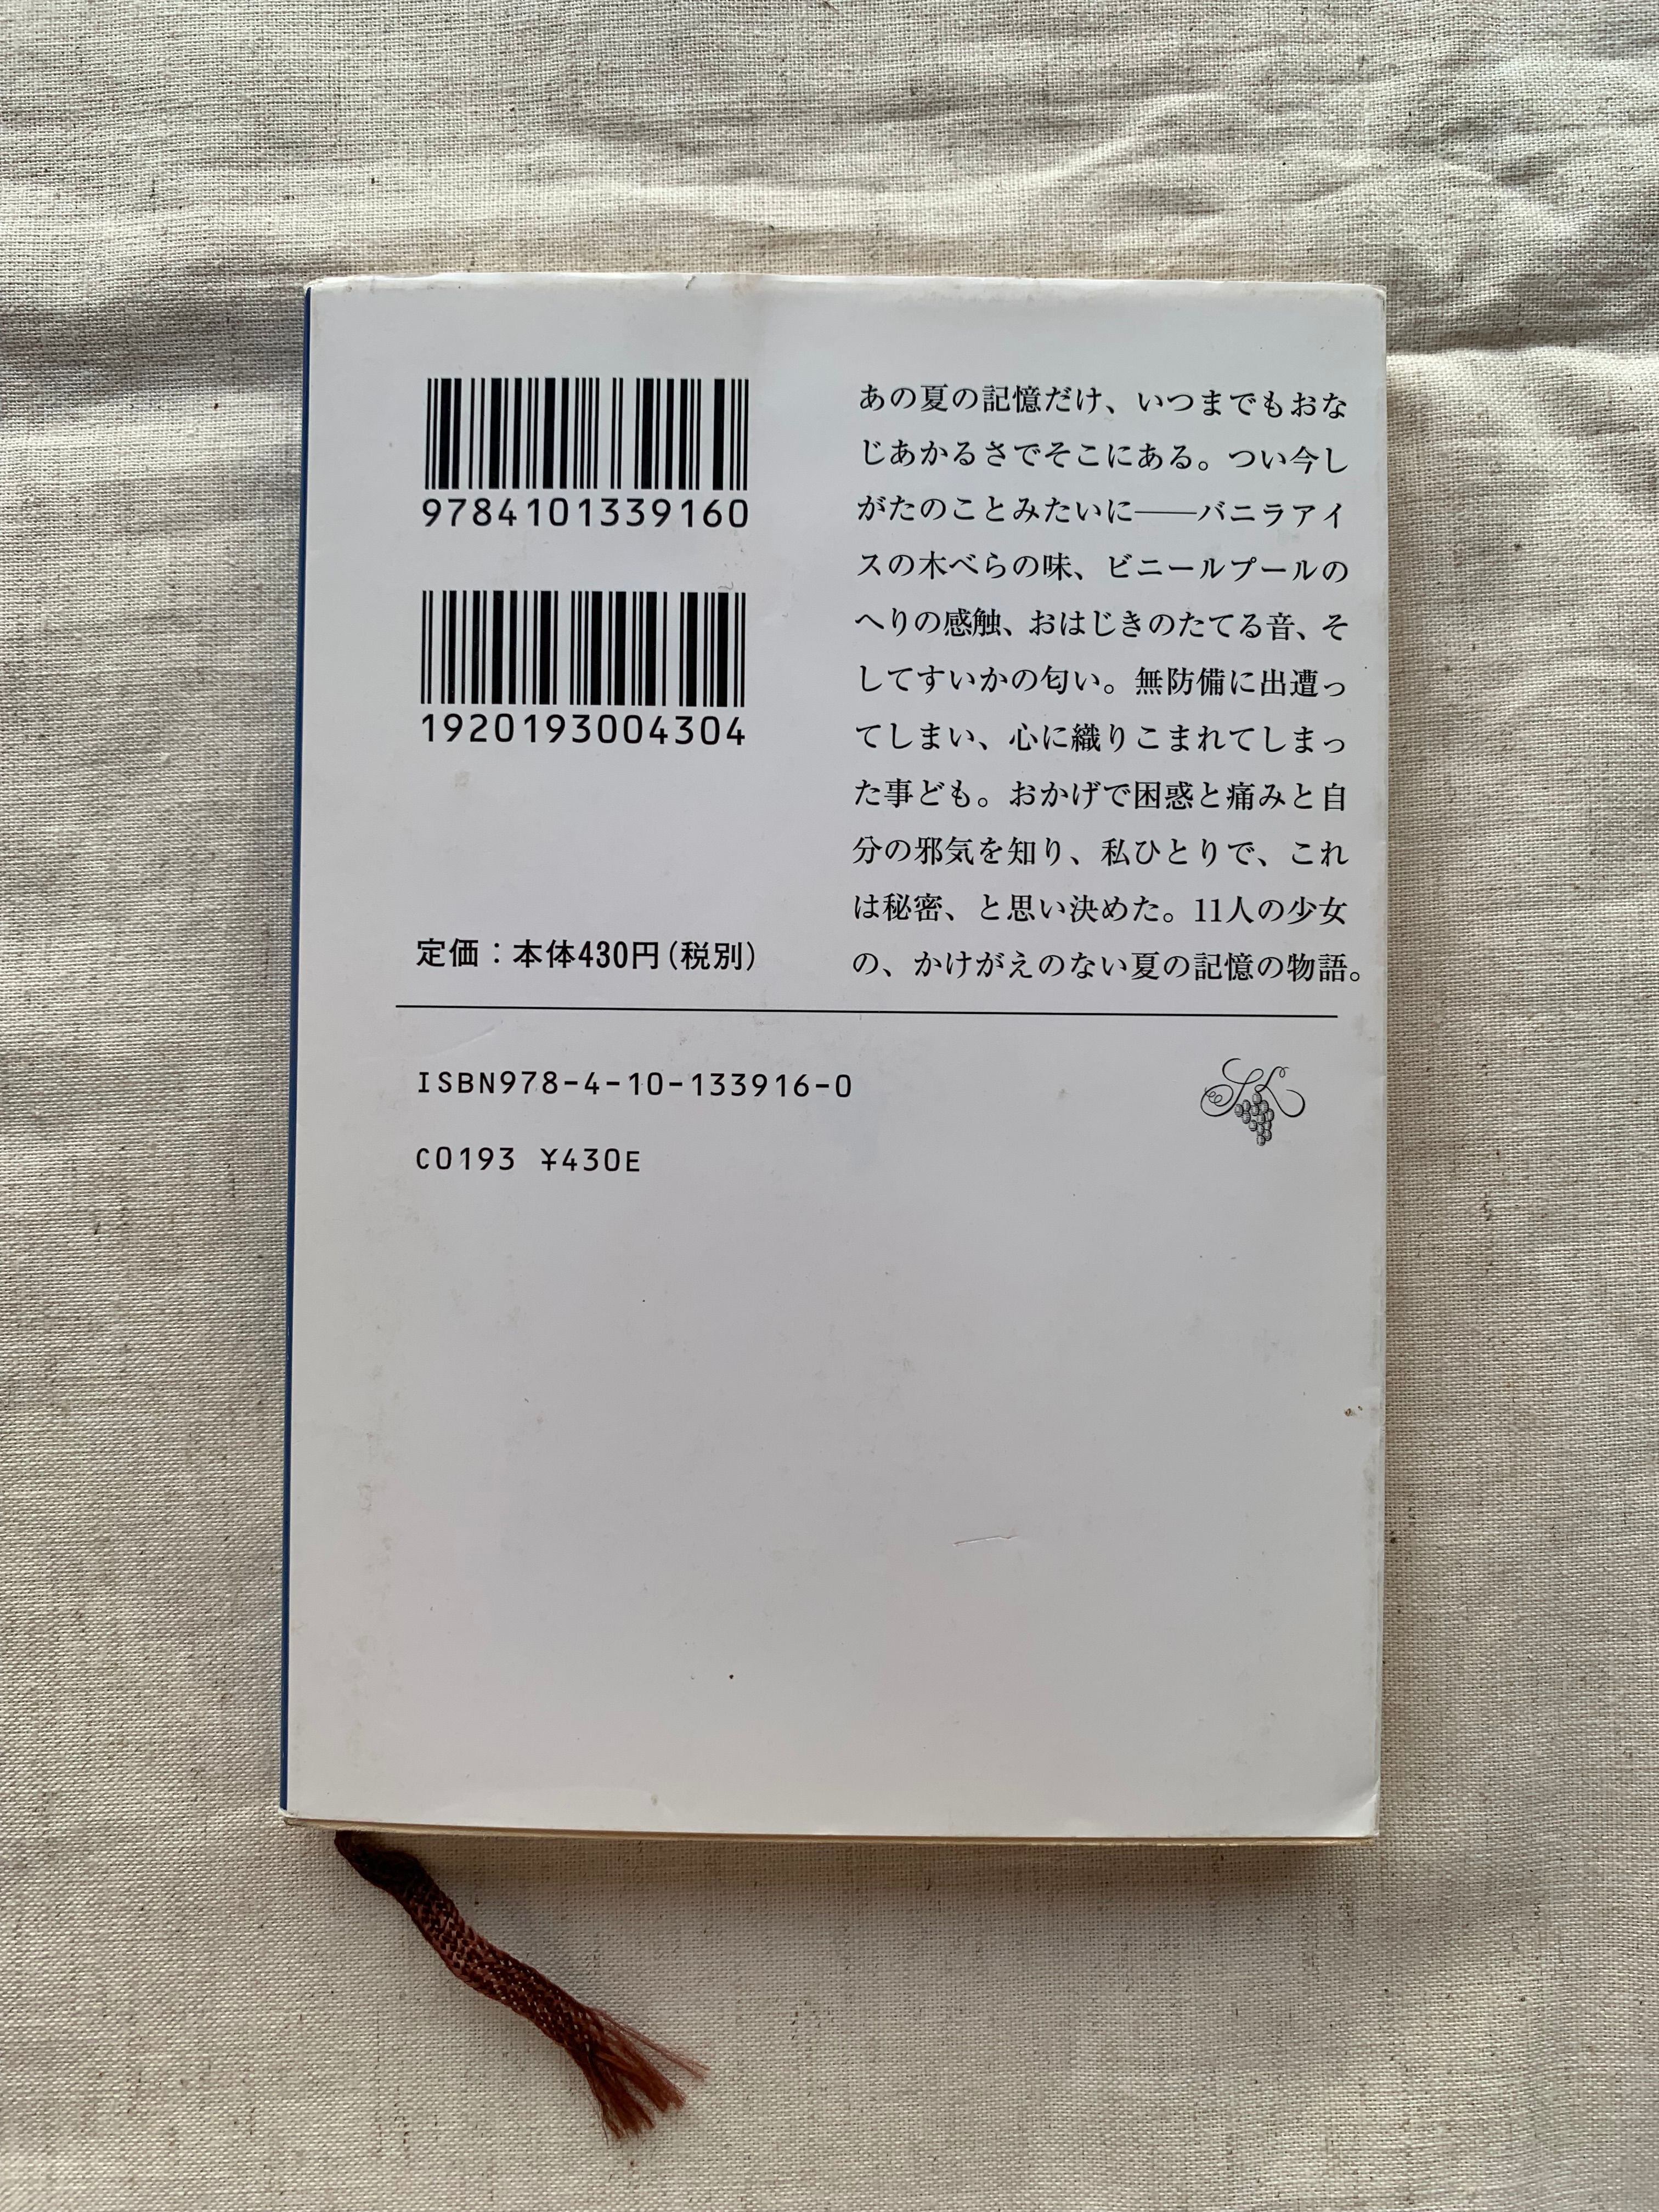 9784101339160
1920193004304
定価：本体430円(税別)
あの夏の記憶だけ、いつまでもおな
じあかるさでそこにある。つい今し
がたのことみたいに――バニラアイ
スの木べらの味、ビニールプールの
へりの感触、おはじきのたてる音、そ
してすいかの匂い。無防備に出遭っ
てしまい、心に織りこまれてしまっ
た事ども。おかげで困惑と痛みと自
分の邪気を知り、私ひとりで、これ
は秘密、と思い決めた。11人の少女
の、かけがえのない夏の記憶の物語。
ISBN978-4-10-133916-0
C0193 ¥430E